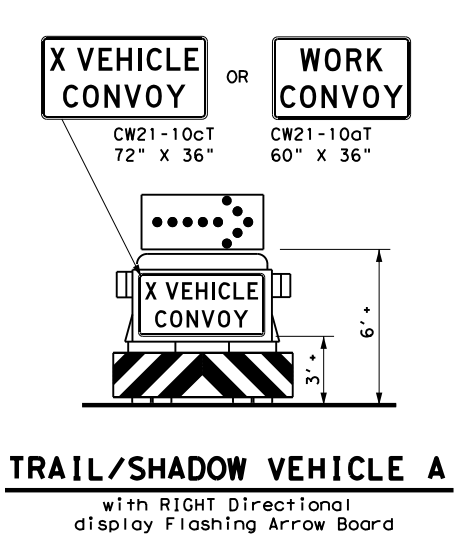 X VEHICLE
CONVOY
OR
WORK
CONVOY
CW21-10cT
72" X 36"
CW21-10aT
60" X 36"
X VEHICLE
CONVOY
6' +
3' +
TRAIL/SHADOW VEHICLE A
with RIGHT Directional
display Flashing Arrow Board